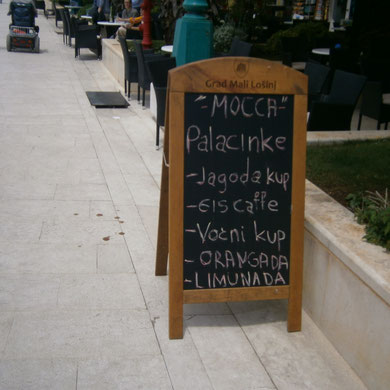 Grad Mali Lošinj
"-MOCCA-"
Palacinke
- Jagoda kup
- Eis caffe
- Voćni kup
- ORANGADA
- LIMUNADA